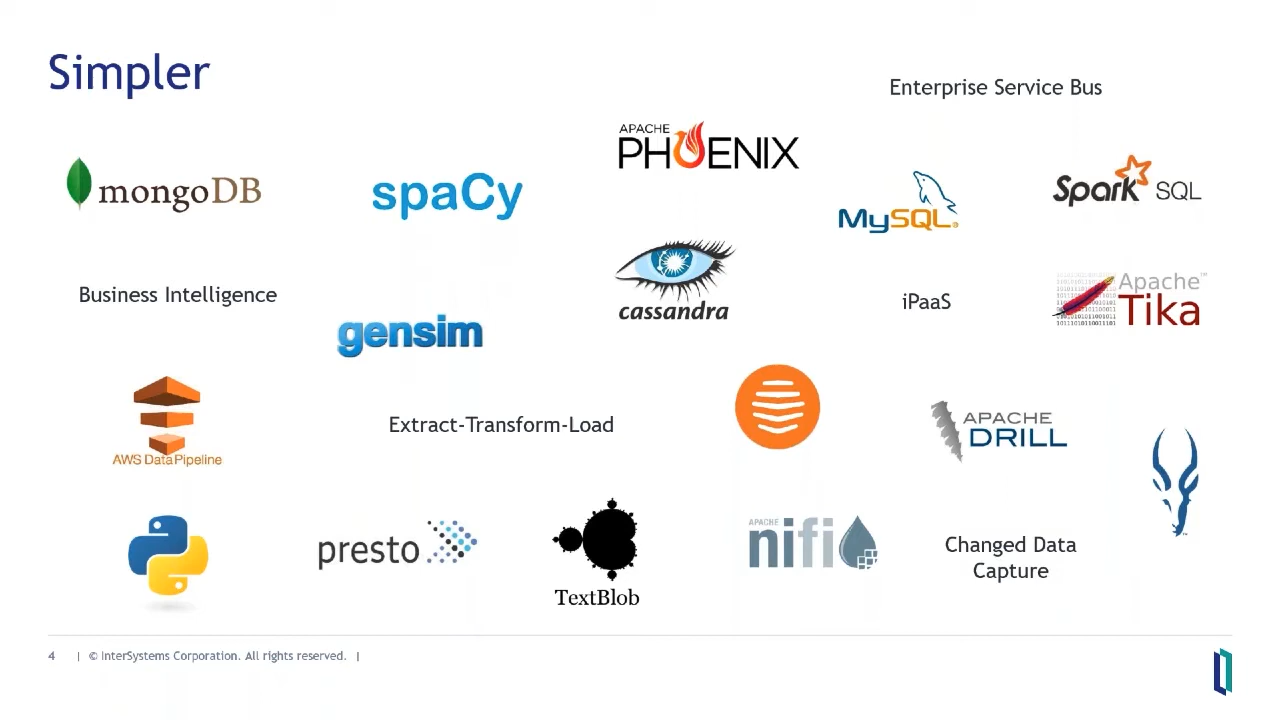 Simpler
Enterprise Service Bus
APACHE
PHOENIX
mongoDB
spaCy
MySQL®
Spark SQL
Business Intelligence
cassandra
iPaaS
Apache™
Tika
gensim
Extract-Transform-Load
APACHE
DRILL
AWS Data Pipeline
presto
TextBlob
APACHE
nifi
Changed Data
Capture
4 | © InterSystems Corporation. All rights reserved. |